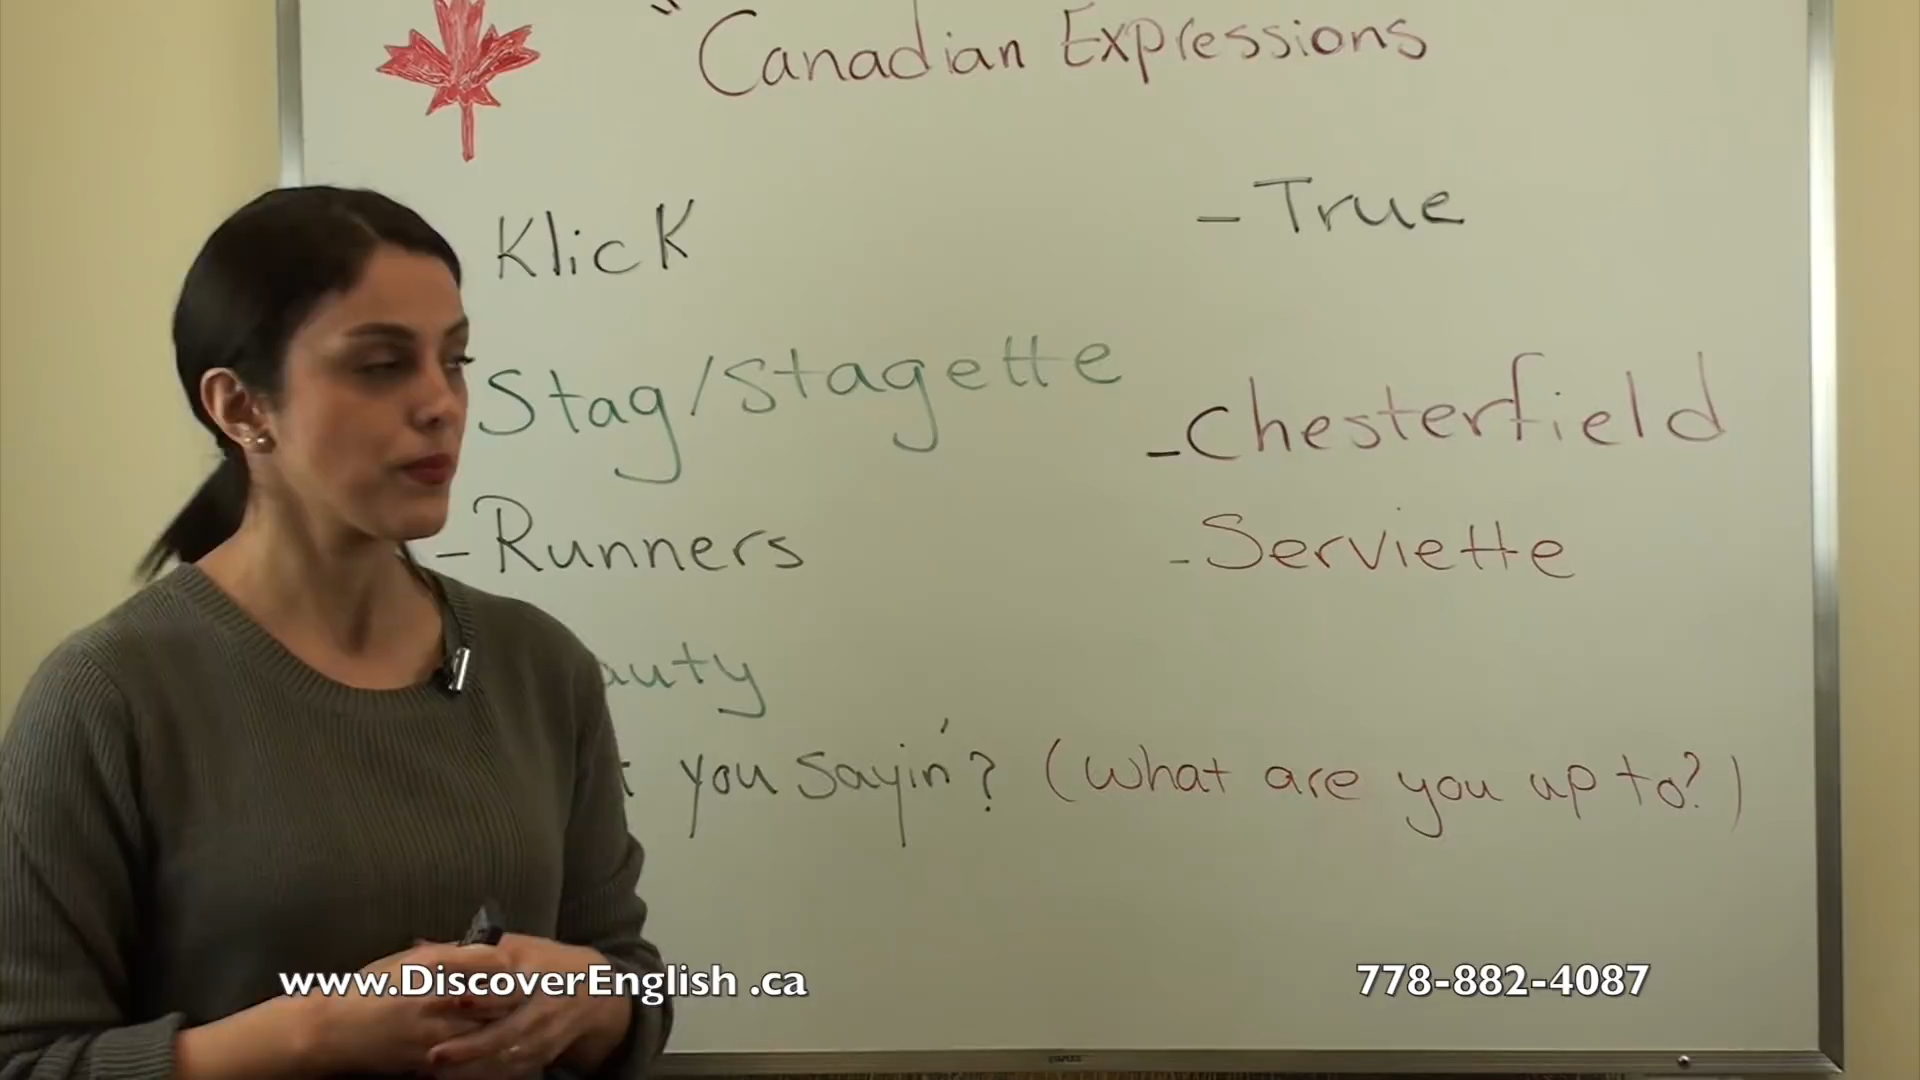 "Canadian Expressions
Klick
- True
Stag/Stagette
- Chesterfield
- Runners
- Serviette
you sayin'? (What are you up to?)
www.DiscoverEnglish .ca
778-882-4087